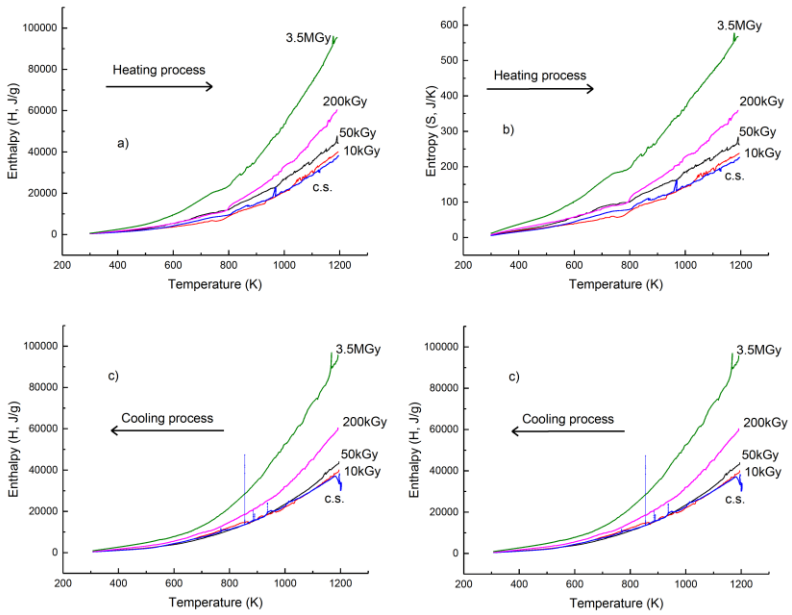 100000
80000
60000
40000
20000
0
Enthalpy (H, J/g)
3.5MGy
Heating process
200kGy
50kGy
10kGy
c.s.
a)
200 400 600 800 1000 1200
Temperature (K)
600
500
400
300
200
100
0
Entropy (S, J/K)
3.5MGy
Heating process
200kGy
50kGy
10kGy
c.s.
b)
200 400 600 800 1000 1200
Temperature (K)
100000
80000
60000
40000
20000
0
Enthalpy (H, J/g)
c)
3.5MGy
Cooling process
200kGy
50kGy
10kGy
c.s.
200 400 600 800 1000 1200
Temperature (K)
100000
80000
60000
40000
20000
0
Enthalpy (H, J/g)
c)
3.5MGy
Cooling process
200kGy
50kGy
10kGy
c.s.
200 400 600 800 1000 1200
Temperature (K)